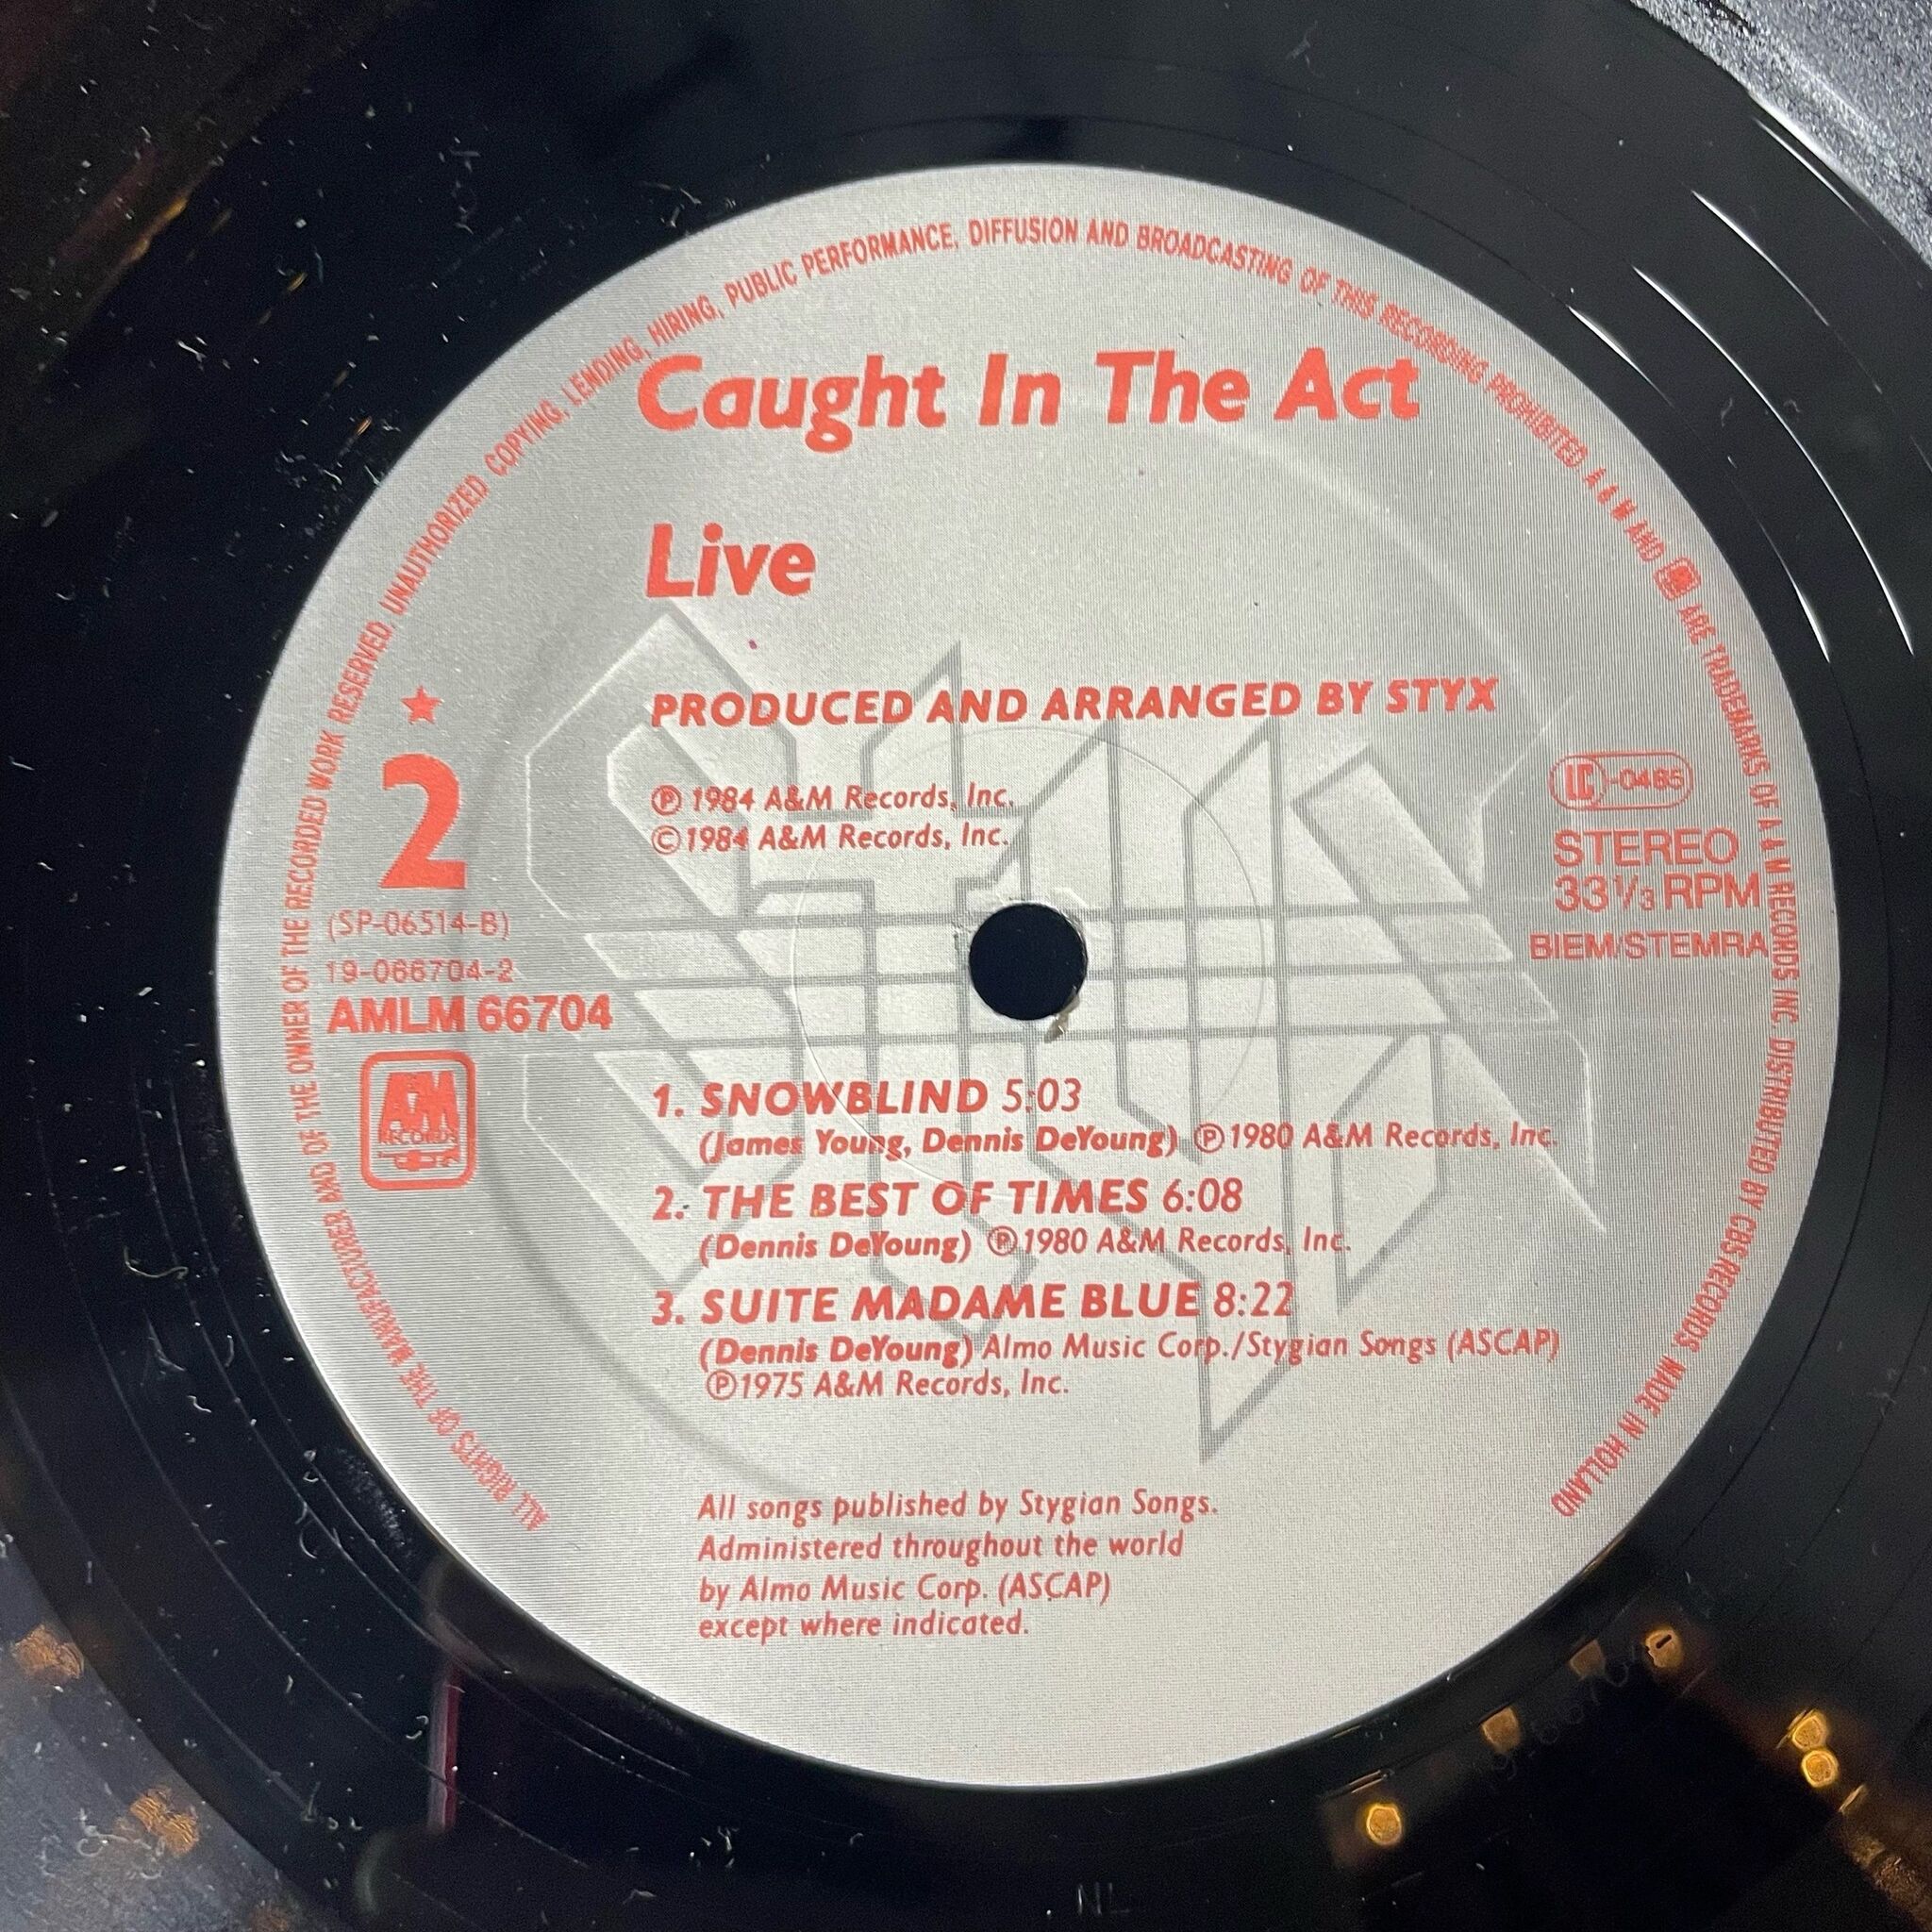 ALL RIGHTS OF THE MANUFACTURER AND OF THE OWNER OF THE RECORDED WORK RESERVED. UNAUTHORIZED COPYING, LENDING, HIRING, PUBLIC PERFORMANCE, DIFFUSION AND BROADCASTING OF THIS RECORDING PROHIBITED A & M AND ARE TRADEMARKS OF A & M RECORDS INC. DISTRIBUTED BY CBS-RECORDS. MADE IN HOLLAND
Caught In The Act
Live
PRODUCED AND ARRANGED BY STYX
℗ 1984 A&M Records, Inc.
© 1984 A&M Records, Inc.
2
(SP-06514-B)
19-066704-2
AMLM 66704
A&M
RECORDS
LC-0485
STEREO
33 1/3 RPM
BIEM/STEMRA
Styx
1. SNOWBLIND 5:03
(James Young, Dennis DeYoung) ℗1980 A&M Records, Inc.
2. THE BEST OF TIMES 6:08
(Dennis DeYoung) ℗1980 A&M Records, Inc.
3. SUITE MADAME BLUE 8:22
(Dennis DeYoung) Almo Music Corp./Stygian Songs (ASCAP)
℗1975 A&M Records, Inc.
All songs published by Stygian Songs.
Administered throughout the world
by Almo Music Corp. (ASCAP)
except where indicated.
NL